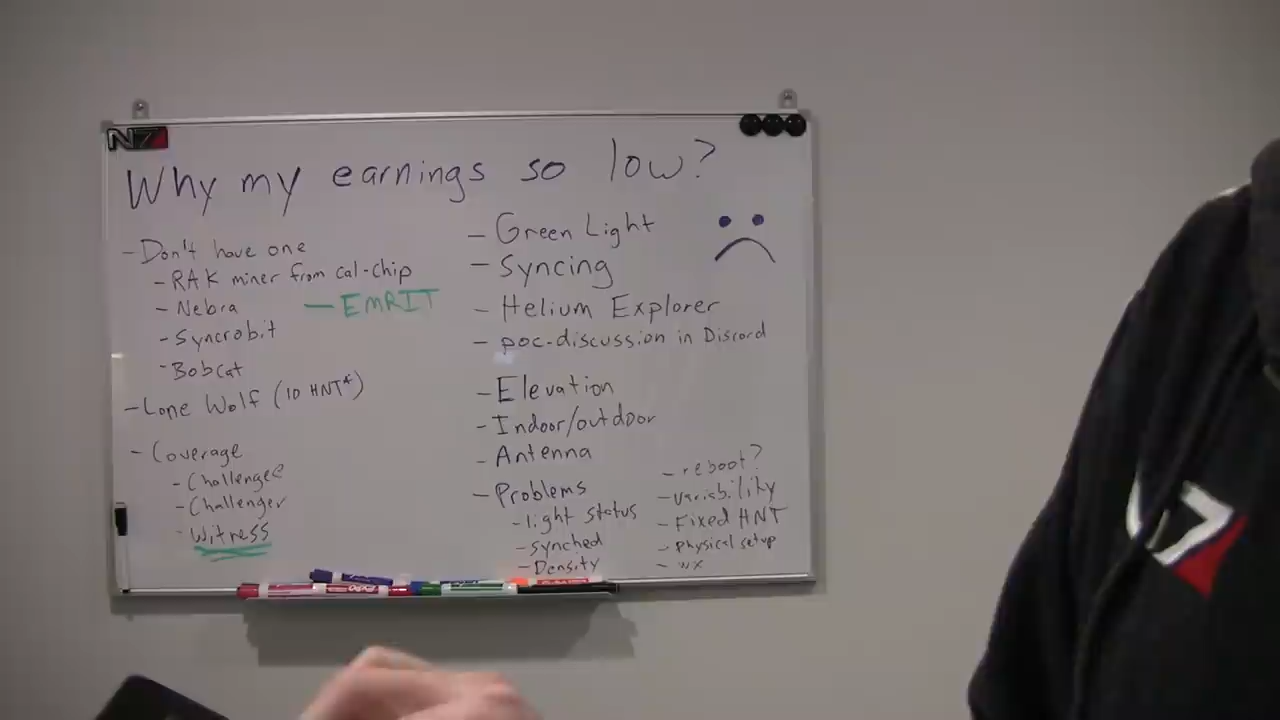 N7
Why my earnings so low?
- Don't have one
- RAK miner from cal-chip
- Nebra
- EMRIT
- Syncrobit
- Bobcat
- Lone Wolf (10 HNT*)
- Coverage
- Challengee
- Challenger
- Witness
- Green Light
- Syncing
- Helium Explorer
- poc-discussion in Discord
- Elevation
- Indoor/outdoor
- Antenna
- Problems
- light status
- synched
- Density
- reboot?
- variability
- Fixed HNT
- physical setup
- wx
N7